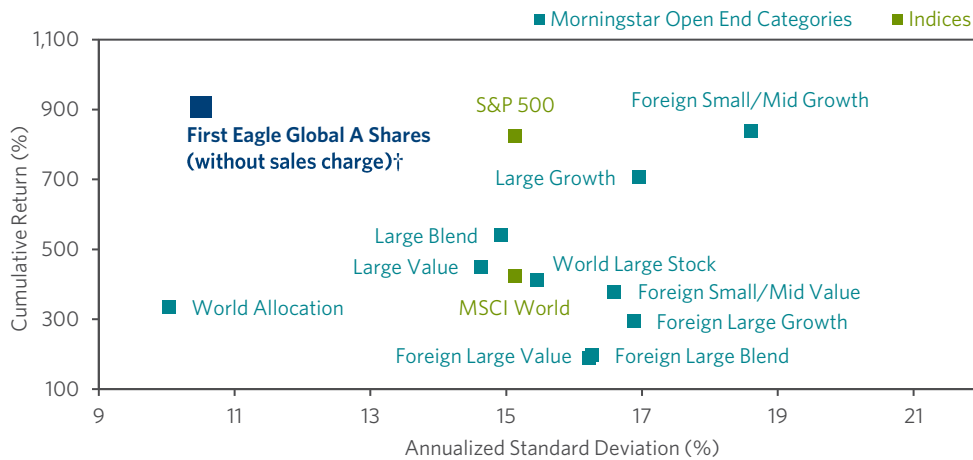 Morningstar Open End Categories
Indices
1,100
900
700
500
300
100
Cumulative Return (%)
First Eagle Global A Shares
(without sales charge)†
S&P 500
Foreign Small/Mid Growth
Large Growth
Large Blend
Large Value
World Large Stock
MSCI World
World Allocation
Foreign Small/Mid Value
Foreign Large Growth
Foreign Large Value
Foreign Large Blend
9
11
13
15
17
19
21
Annualized Standard Deviation (%)